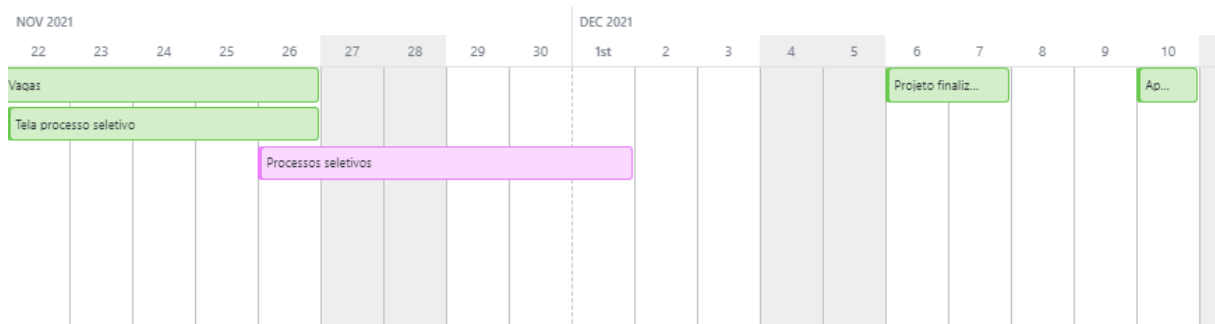 NOV 2021 DEC 2021
22 23 24 25 26 27 28 29 30 1st 2 3 4 5 6 7 8 9 10
Vagas Projeto finaliz... Ap...
Tela processo seletivo
Processos seletivos